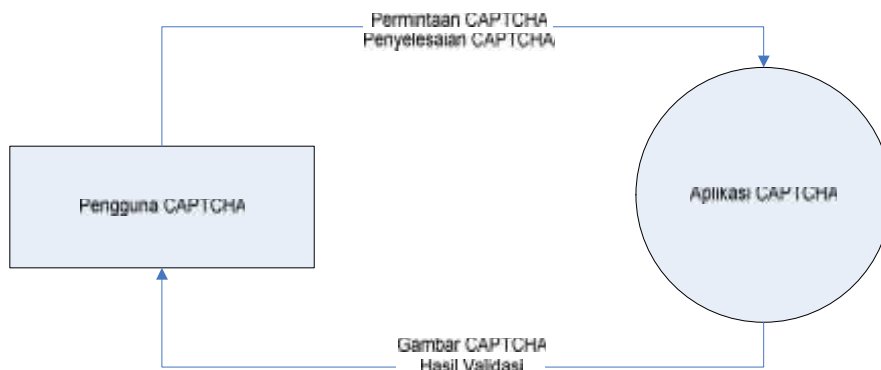 Permintaan CAPTCHA
Penyelesaian CAPTCHA
Pengguna CAPTCHA
Aplikasi CAPTCHA
Gambar CAPTCHA
Hasil Validasi